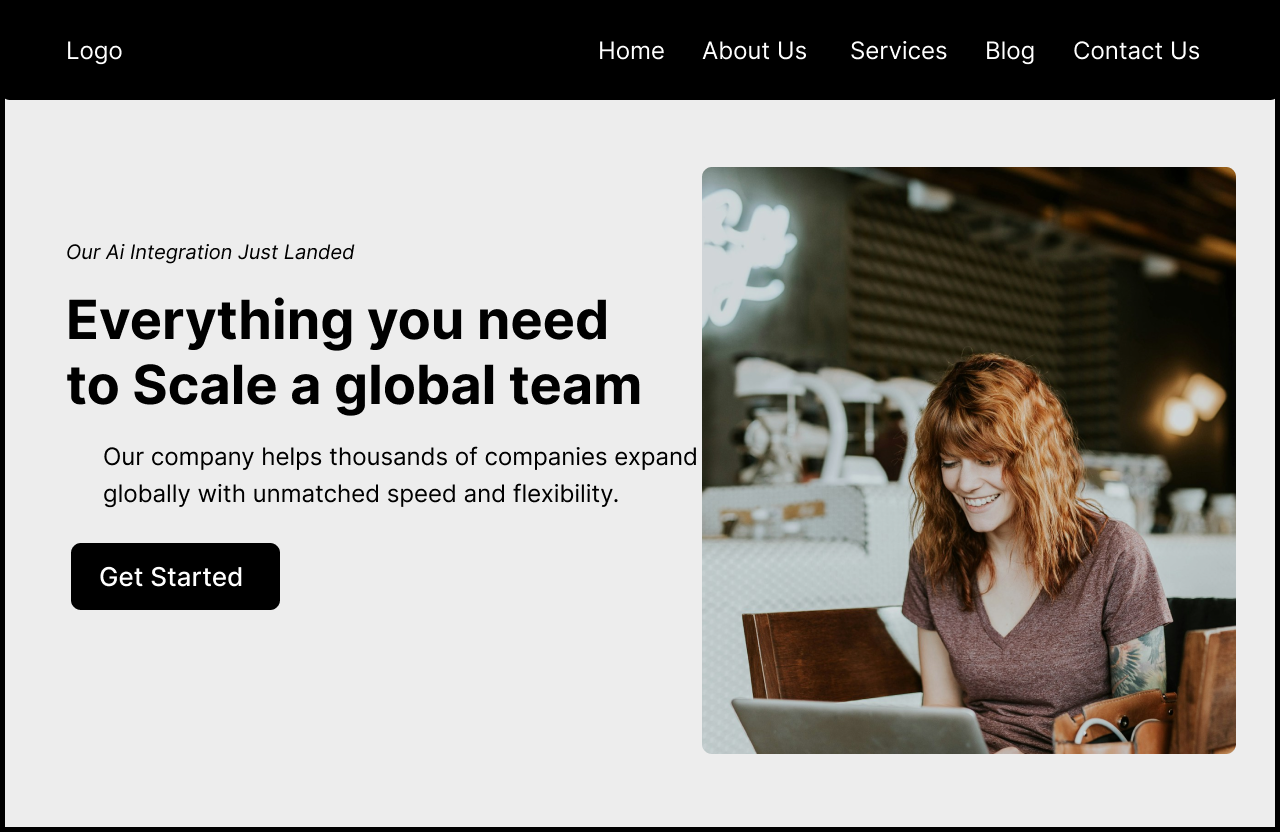 Logo
Home About Us Services Blog Contact Us
Our Ai Integration Just Landed
Everything you need
to Scale a global team
Our company helps thousands of companies expand
globally with unmatched speed and flexibility.
Get Started